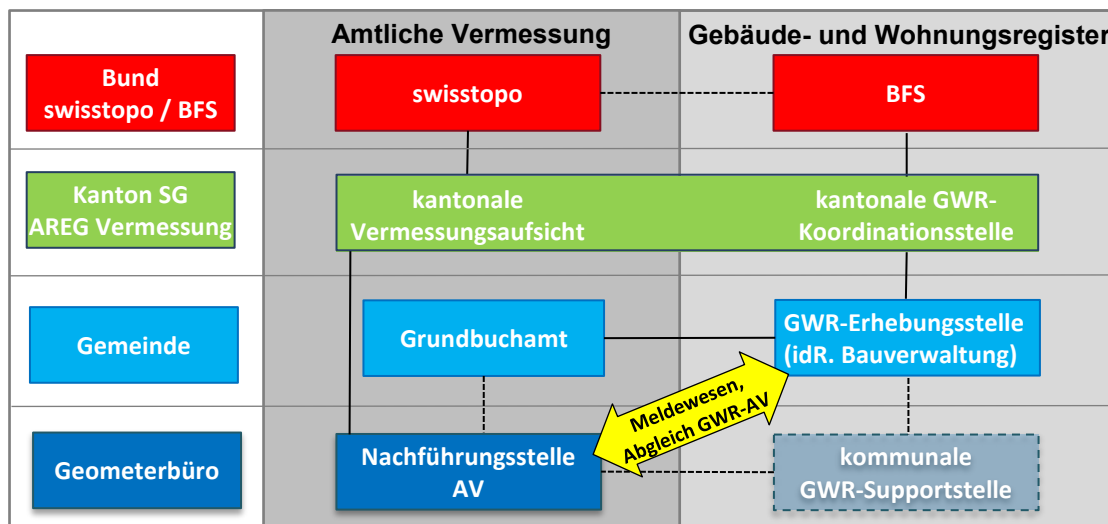 Amtliche Vermessung
Gebäude- und Wohnungsregister
Bund
swisstopo / BFS
swisstopo
BFS
Kanton SG
AREG Vermessung
kantonale
Vermessungsaufsicht
kantonale GWR-
Koordinationsstelle
Gemeinde
Grundbuchamt
GWR-Erhebungsstelle
(idR. Bauverwaltung)
Meldewesen,
Abgleich GWR-AV
Geometerbüro
Nachführungsstelle
AV
kommunale
GWR-Supportstelle